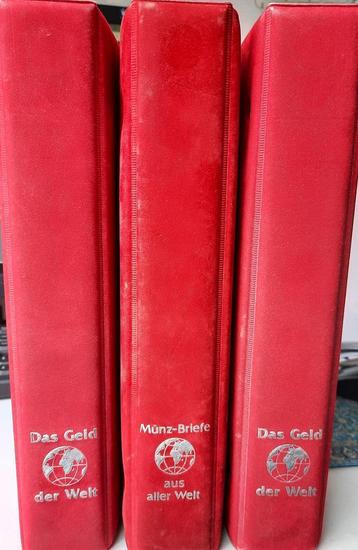 Das Geld
der Welt
Münz-Briefe
aus
aller Welt
Das Geld
der Welt